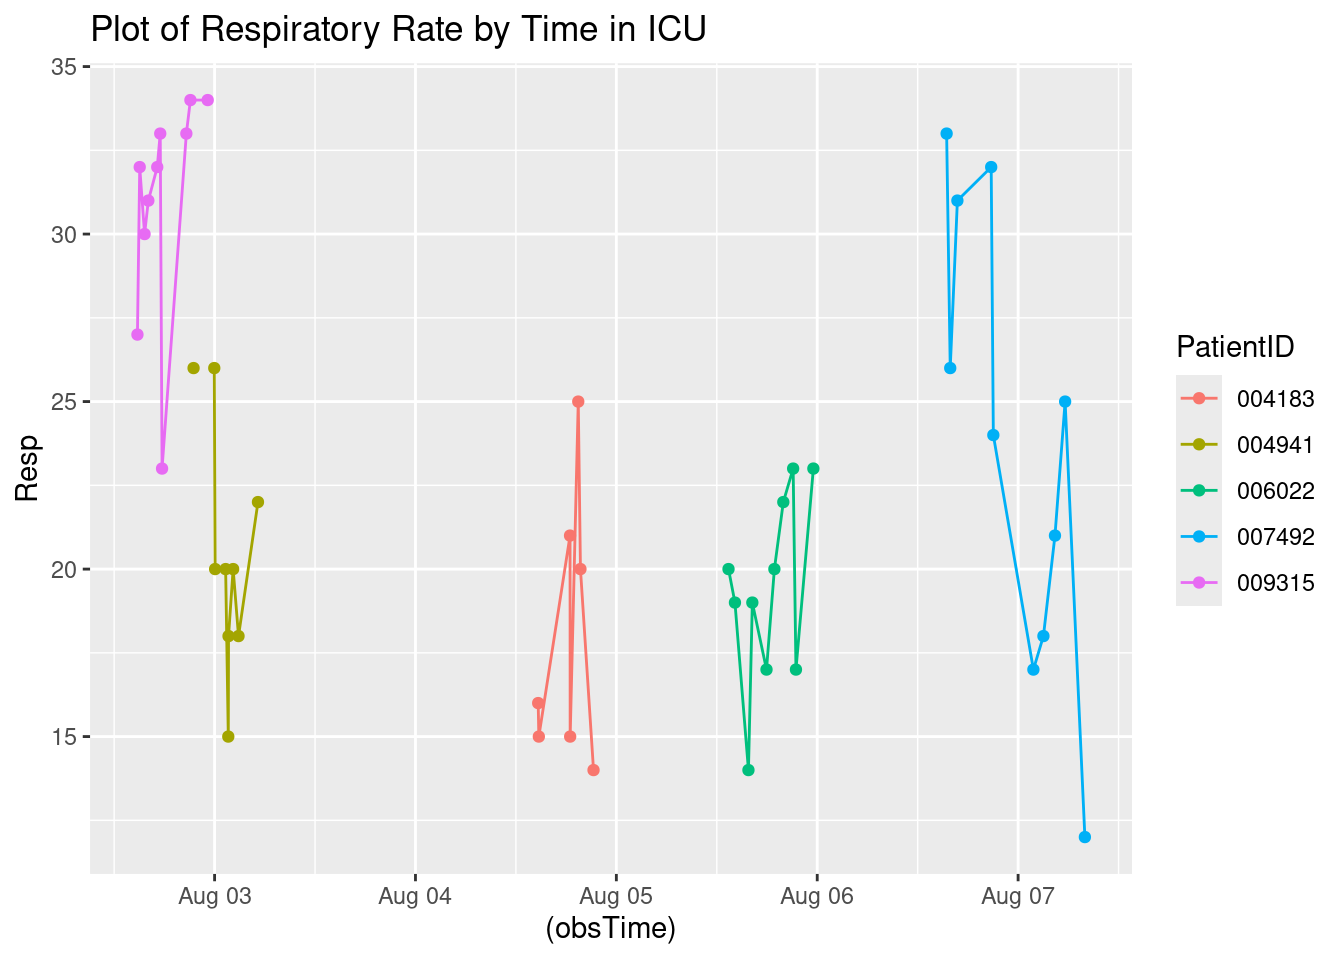 Plot of Respiratory Rate by Time in ICU
35
30
25
20
15
Resp
Aug 03
Aug 04
Aug 05
Aug 06
Aug 07
(obsTime)
PatientID
004183
004941
006022
007492
009315